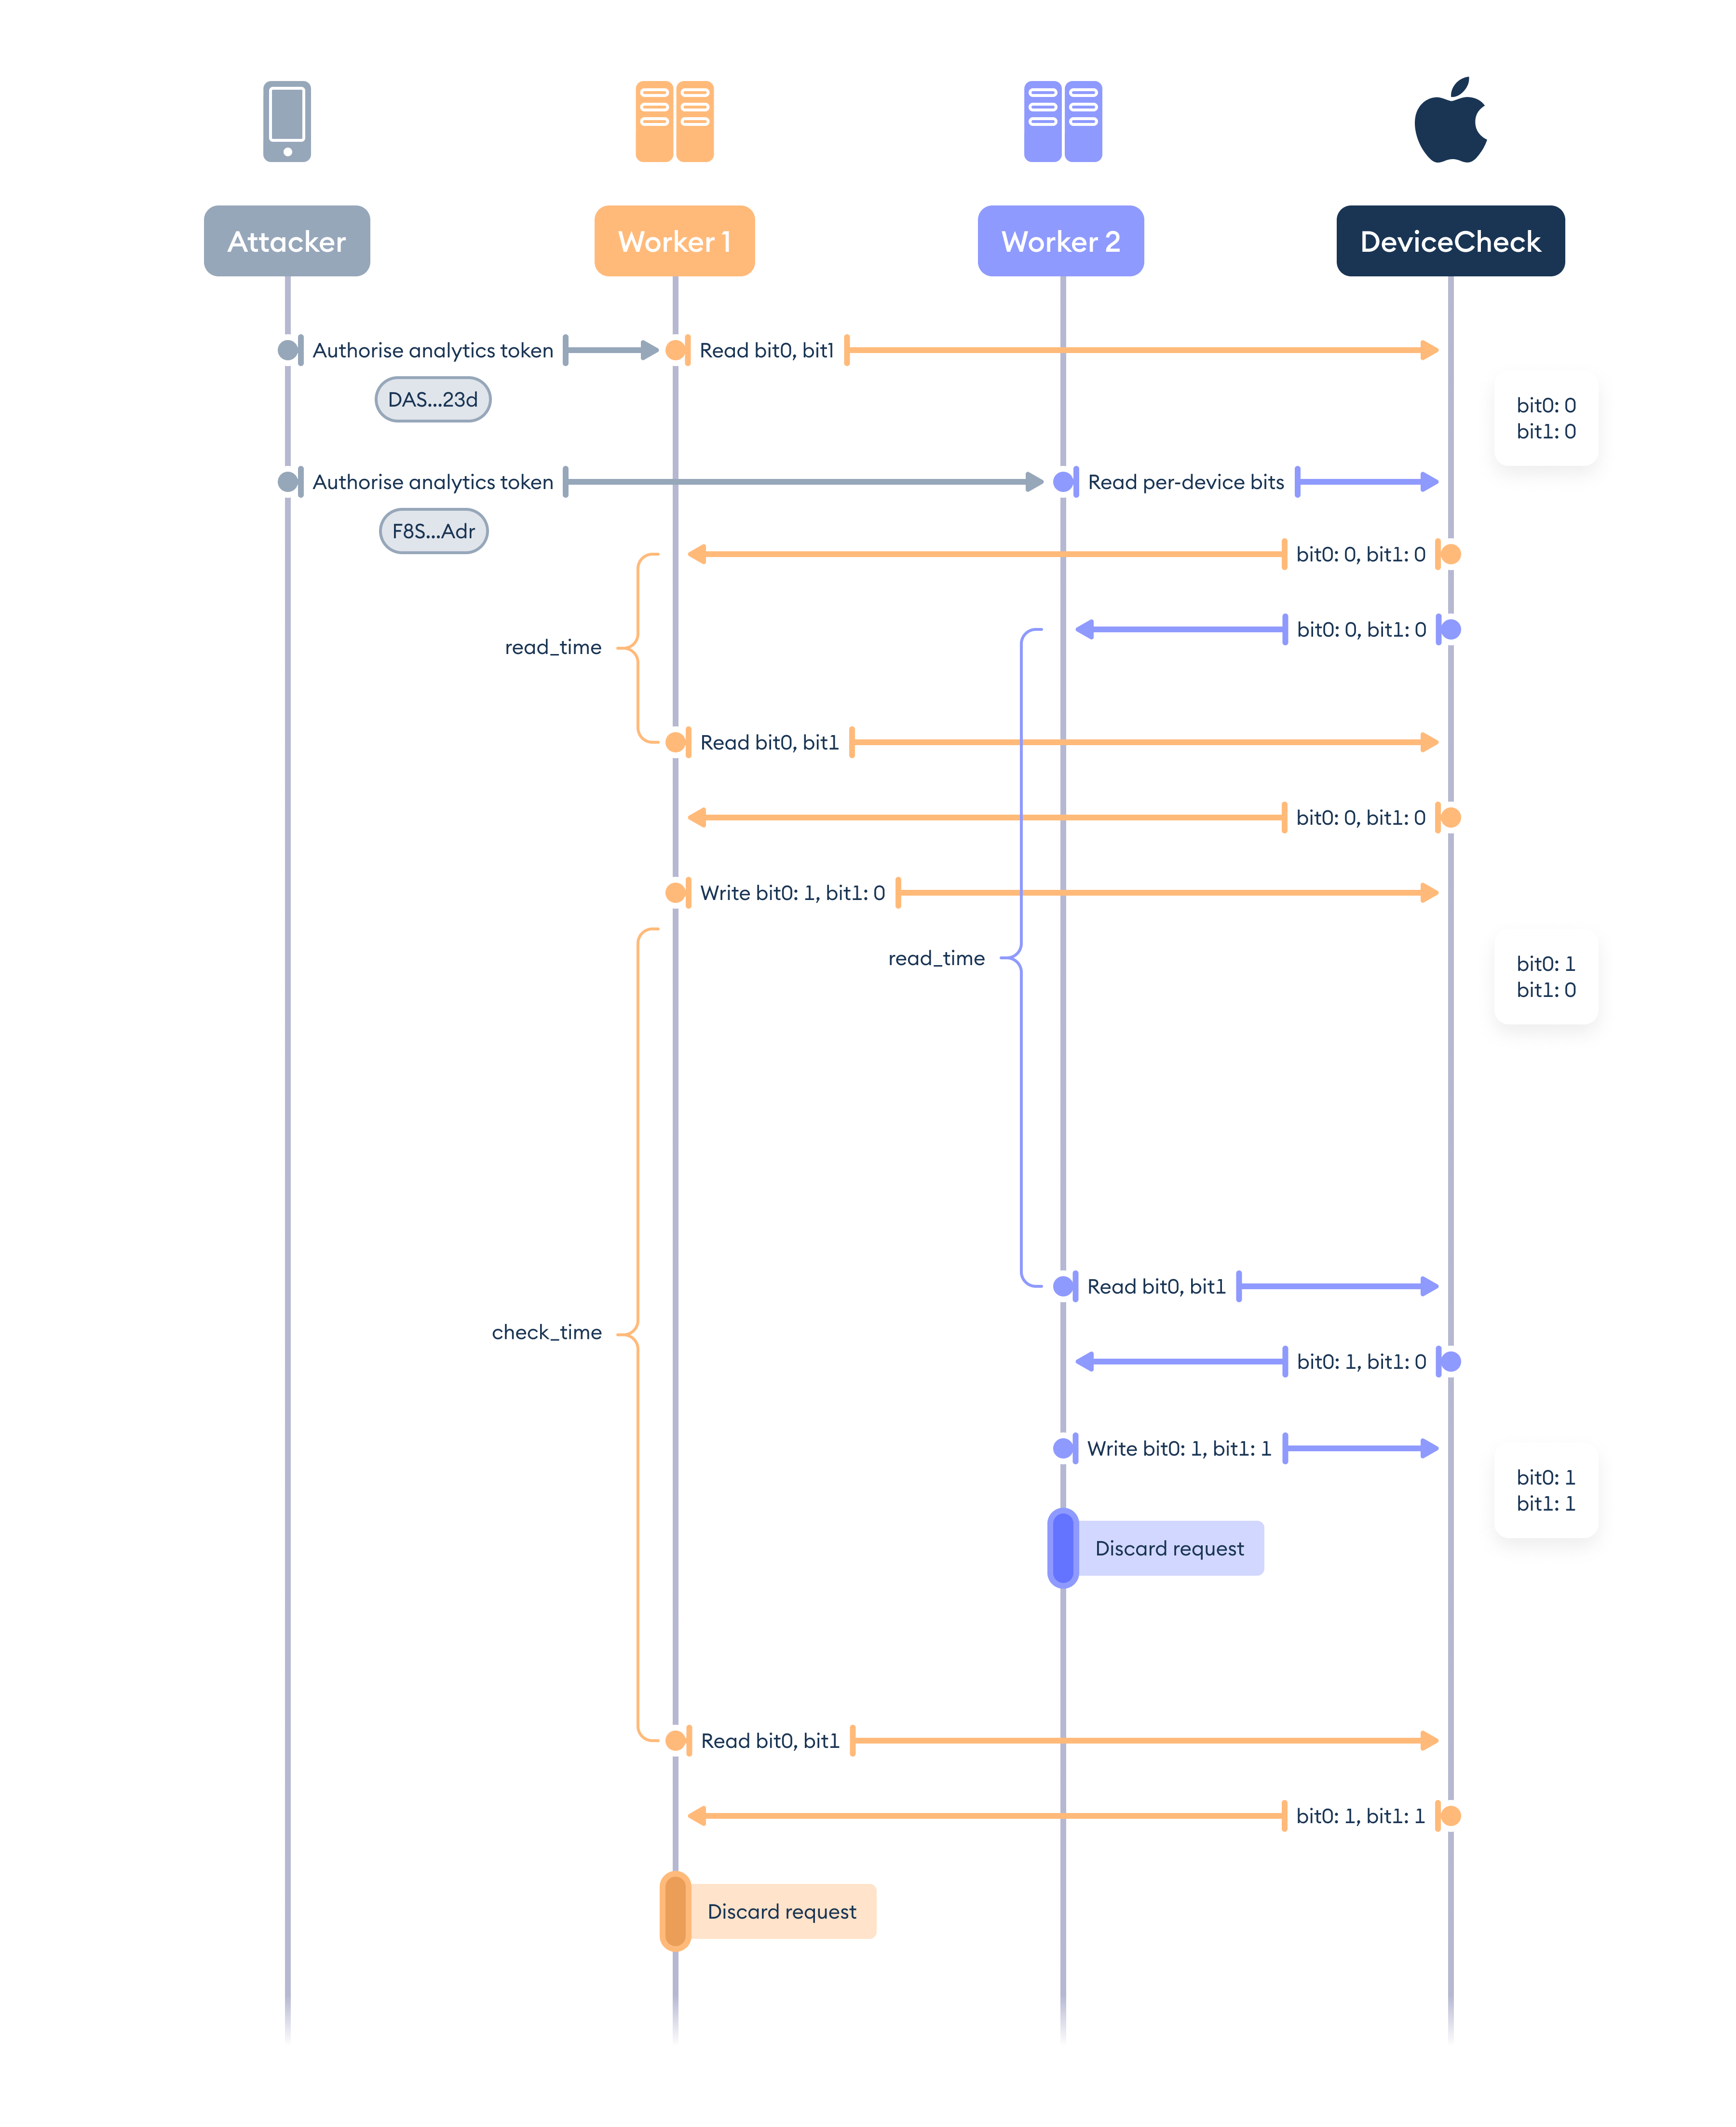 Attacker
Worker 1
Worker 2
DeviceCheck
Authorise analytics token
Read bit0, bit1
DAS...23d
bit0: 0
bit1: 0
Authorise analytics token
Read per-device bits
F8S...Adr
bit0: 0, bit1: 0
bit0: 0, bit1: 0
read_time
Read bit0, bit1
bit0: 0, bit1: 0
Write bit0: 1, bit1: 0
read_time
bit0: 1
bit1: 0
Read bit0, bit1
check_time
bit0: 1, bit1: 0
Write bit0: 1, bit1: 1
bit0: 1
bit1: 1
Discard request
Read bit0, bit1
bit0: 1, bit1: 1
Discard request